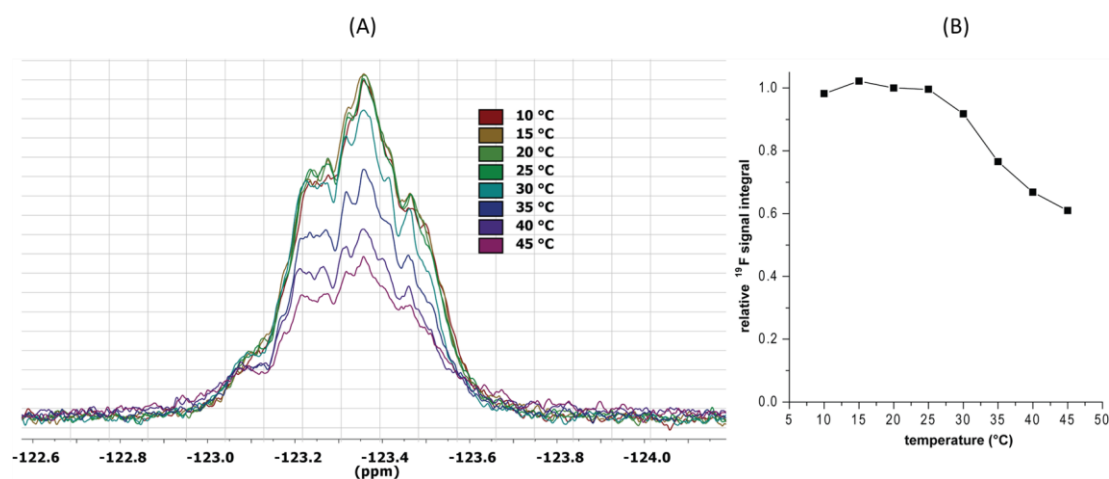 (A)
10 °C
15 °C
20 °C
25 °C
30 °C
35 °C
40 °C
45 °C
-122.6 -122.8 -123.0 -123.2 -123.4 -123.6 -123.8 -124.0
(ppm)
(B)
relative ¹⁹F signal integral
1.0
0.8
0.6
0.4
0.2
0.0
5 10 15 20 25 30 35 40 45 50
temperature (°C)